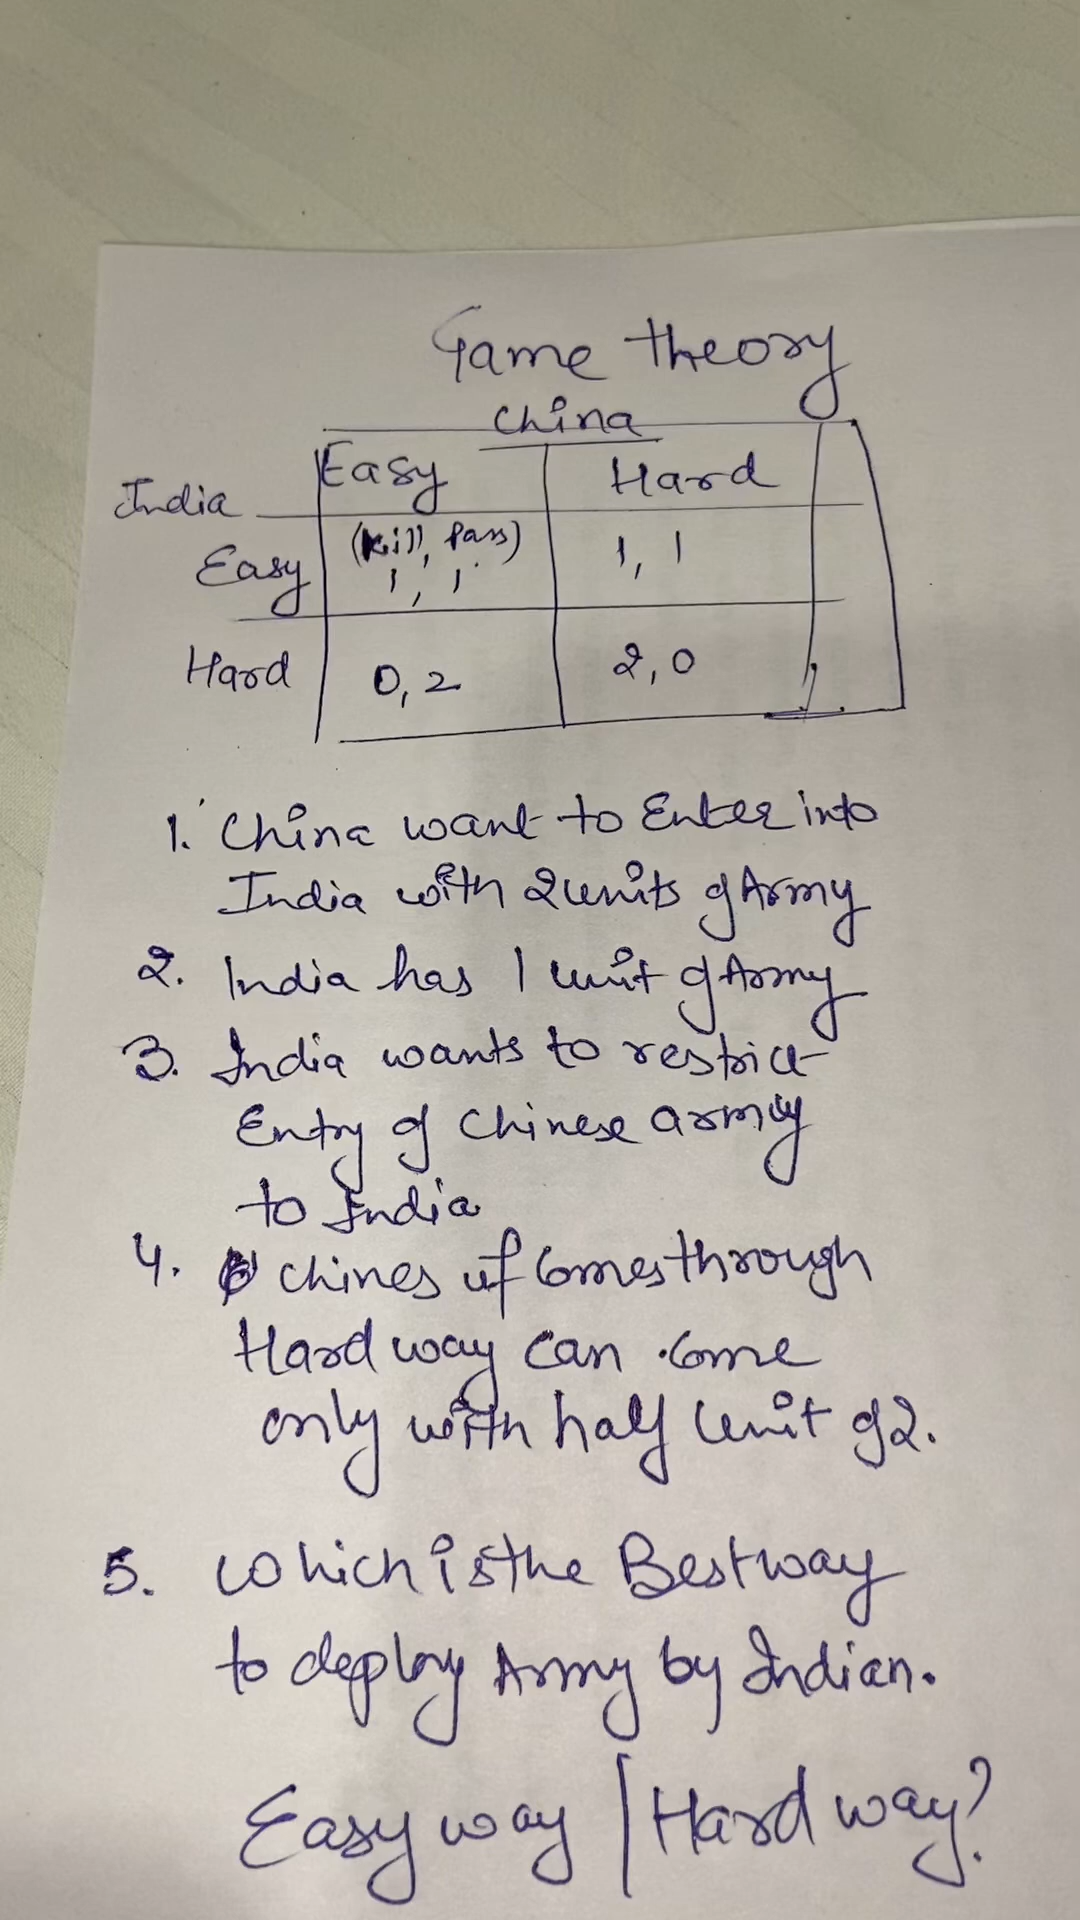 Game theory
China
Easy Hard
India
(kill, Pass)
Easy 1, 1 1, 1
Hard 0, 2 2, 0
1. China want to Enter into
India with 2 units of Army
2. India has 1 unit of Army
3. India wants to restrict
Entry of Chinese army
to India
4. Chines if Comes through
Hard way can come
only with half unit of 2.
5. Which is the Best way
to deploy Army by Indian.
Easy way / Hard way?